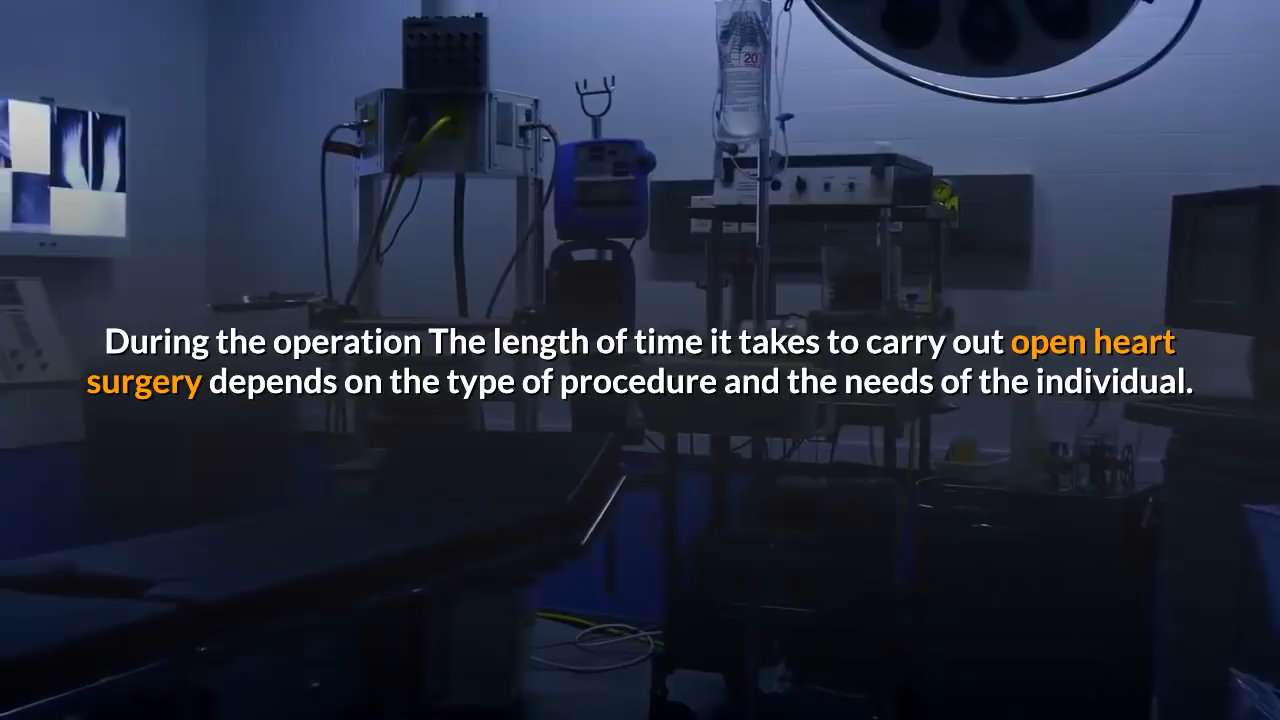 20
During the operation The length of time it takes to carry out open heart
surgery depends on the type of procedure and the needs of the individual.